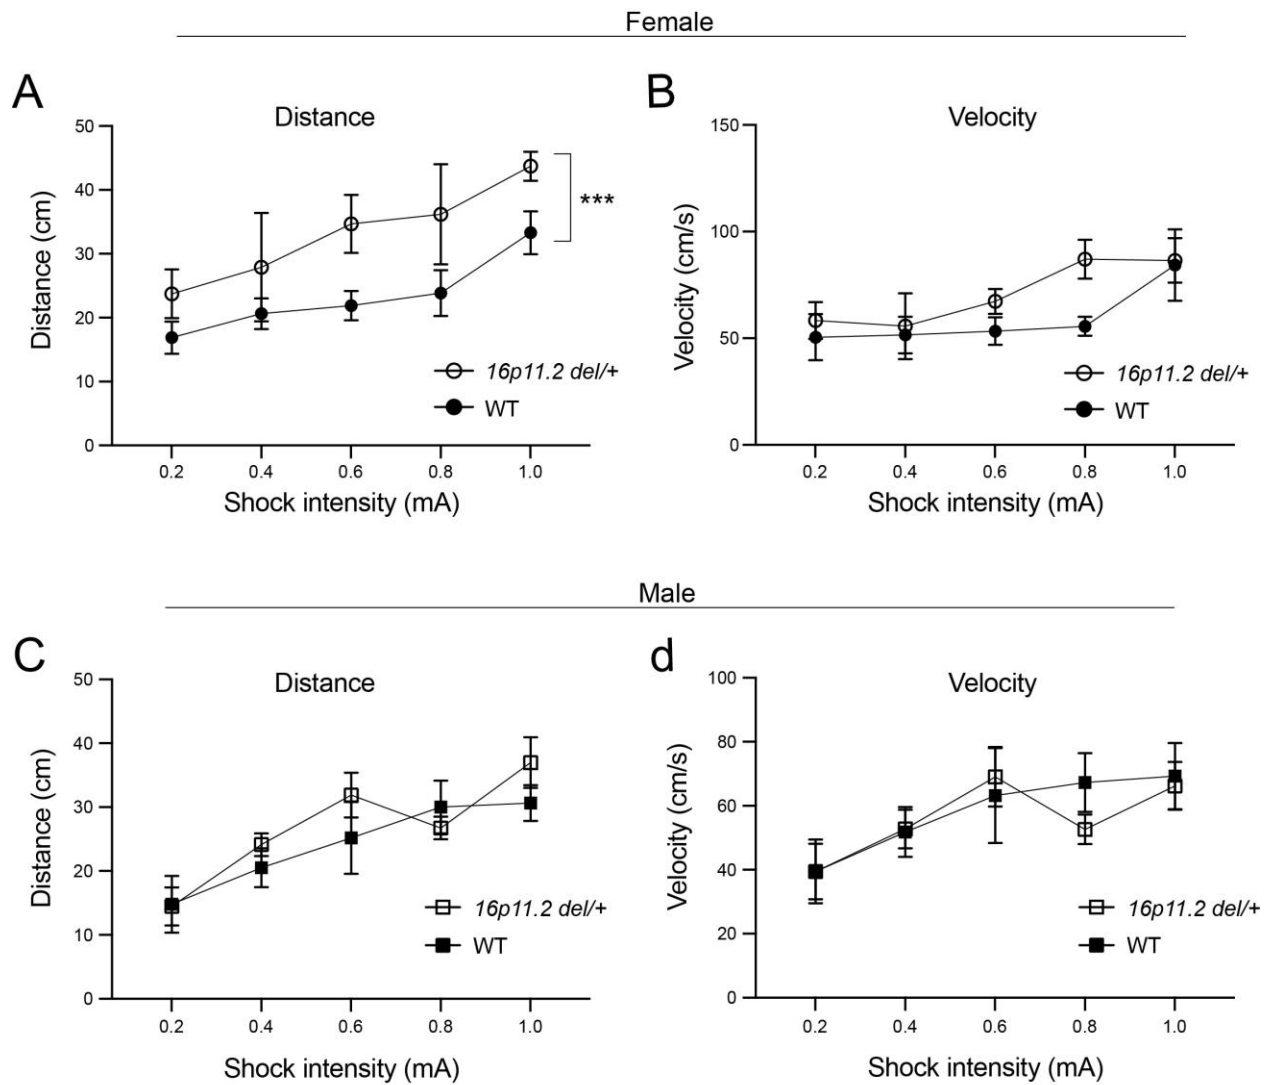 Female
A
Distance
Distance (cm)
50
40
30
20
10
0
***
16p11.2 del/+
WT
0.2 0.4 0.6 0.8 1.0
Shock intensity (mA)
B
Velocity
Velocity (cm/s)
150
100
50
0
16p11.2 del/+
WT
0.2 0.4 0.6 0.8 1.0
Shock intensity (mA)
Male
C
Distance
Distance (cm)
50
40
30
20
10
0
16p11.2 del/+
WT
0.2 0.4 0.6 0.8 1.0
Shock intensity (mA)
d
Velocity
Velocity (cm/s)
100
80
60
40
20
0
16p11.2 del/+
WT
0.2 0.4 0.6 0.8 1.0
Shock intensity (mA)